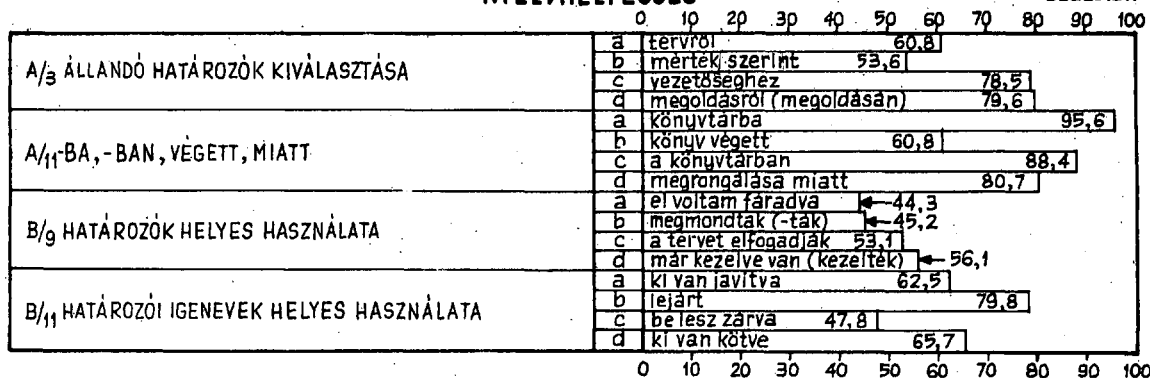 0 10 20 30 40 50 60 70 80 90 100
A/3 ÁLLANDÓ HATÁROZÓK KIVÁLASZTÁSA
a tervről 60,8
b mérték szerint 53,6
c vezetőséghez 78,5
d megoldásról (megoldásán) 79,6
A/11 -BA, -BAN, VÉGETT, MIATT
a könyvtárba 95,6
b könyv végett 60,8
c a könyvtárban 88,4
d megrongálása miatt 80,7
B/9 HATÁROZÓK HELYES HASZNÁLATA
a el voltam fáradva 44,3
b megmondták (-ták) 45,2
c a tervet elfogadják 53,1
d már kezelve van (kezelték) 56,1
B/11 HATÁROZÓI IGENEVEK HELYES HASZNÁLATA
a ki van javítva 62,5
b lejárt 79,8
c be lesz zárva 47,8
d ki van kötve 65,7
0 10 20 30 40 50 60 70 80 90 100